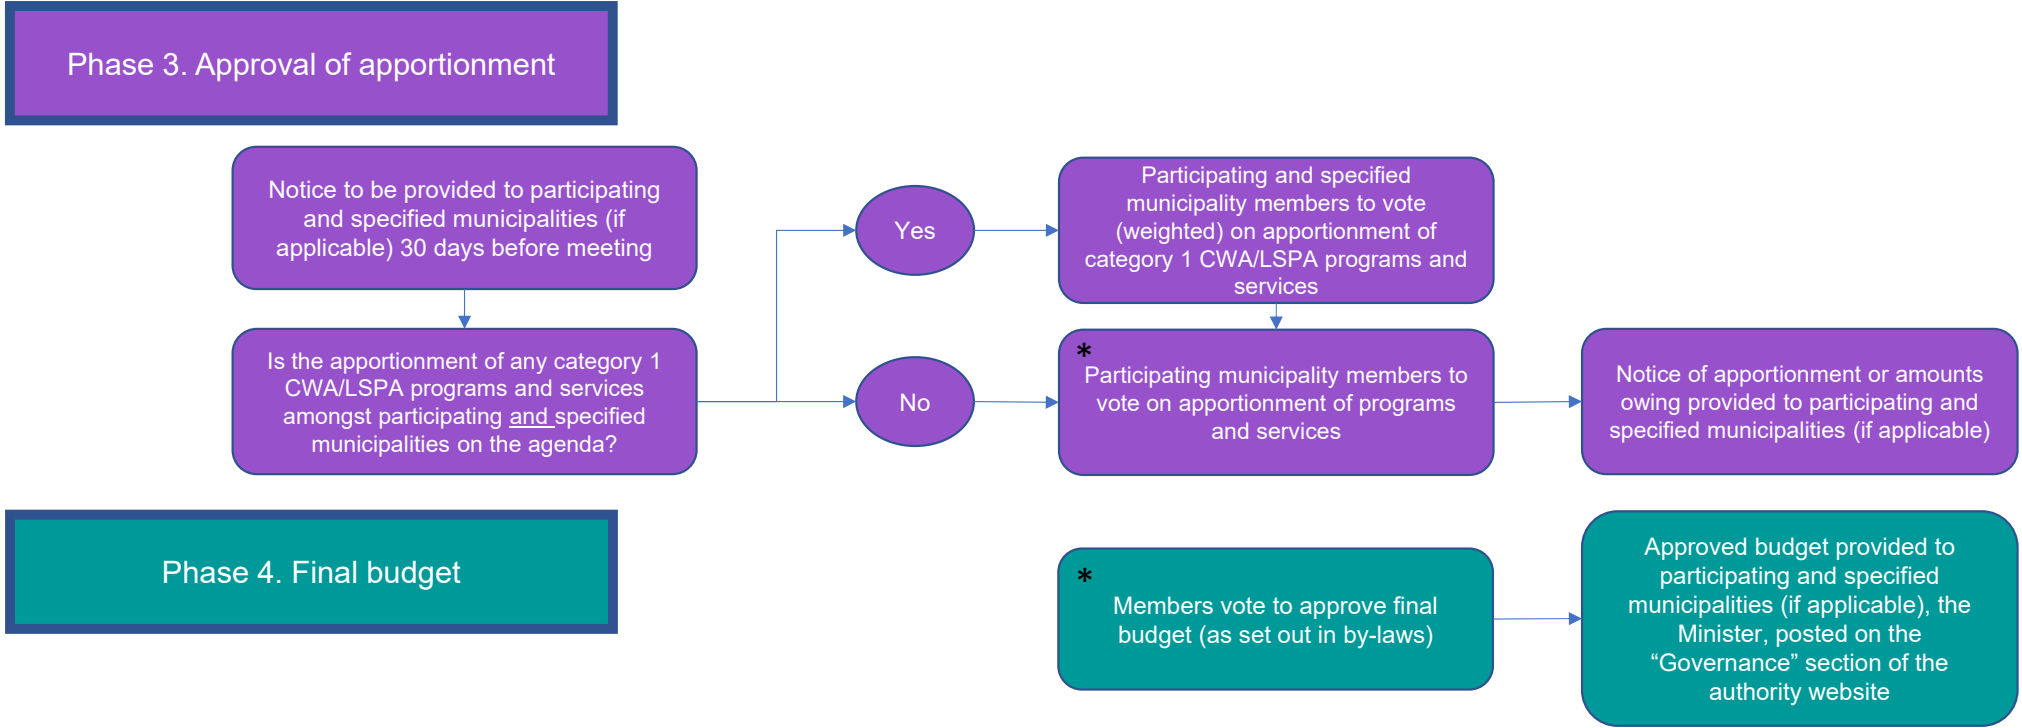 Phase 3. Approval of apportionment
Notice to be provided to participating
and specified municipalities (if
applicable) 30 days before meeting
Is the apportionment of any category 1
CWA/LSPA programs and services
amongst participating and specified
municipalities on the agenda?
Yes
No
Participating and specified
municipality members to vote
(weighted) on apportionment of
category 1 CWA/LSPA programs and
services
*
Participating municipality members to
vote on apportionment of programs
and services
Notice of apportionment or amounts
owing provided to participating and
specified municipalities (if applicable)
Phase 4. Final budget
*
Members vote to approve final
budget (as set out in by-laws)
Approved budget provided to
participating and specified
municipalities (if applicable), the
Minister, posted on the
“Governance” section of the
authority website